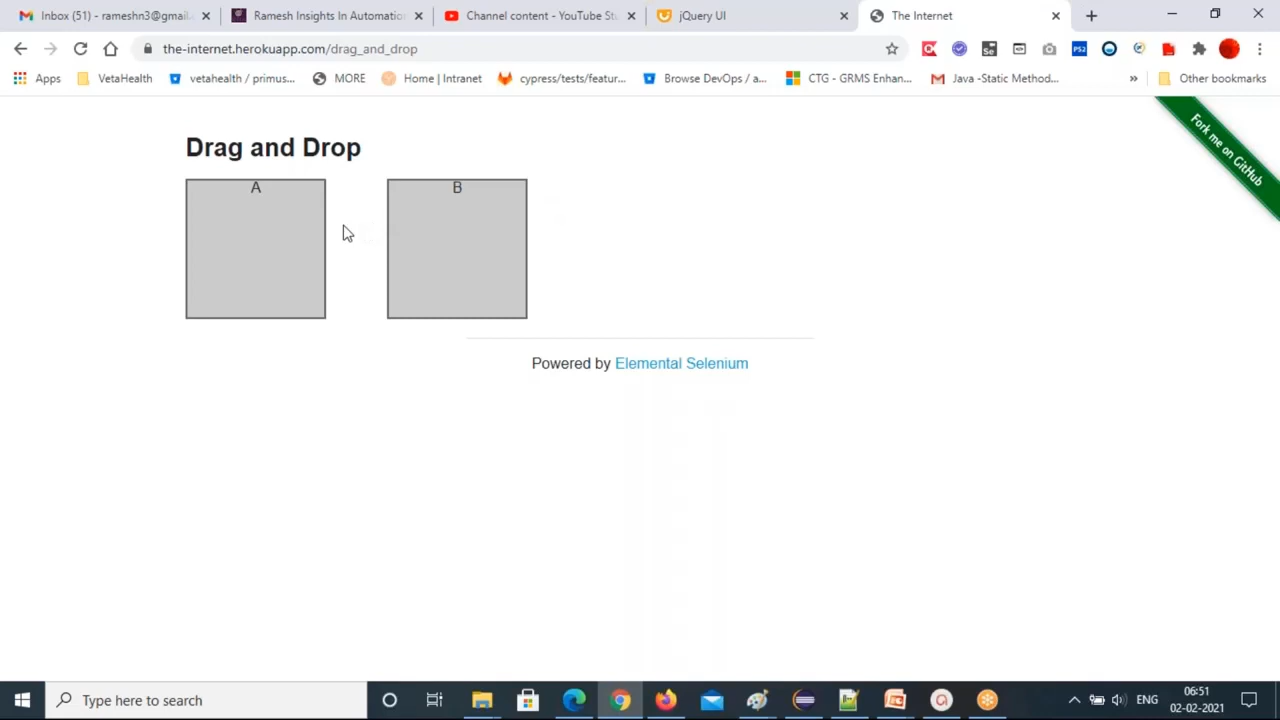 Inbox (51) - rameshn3@gmail.
Ramesh Insights In Automation
Channel content - YouTube St
jQuery UI
The Internet
the-internet.herokuapp.com/drag_and_drop
Apps
VetaHealth
vetahealth / primus...
MORE
Home | Intranet
cypress/tests/featur...
Browse DevOps / a...
CTG - GRMS Enhan...
Java -Static Method...
»
Other bookmarks
Fork me on GitHub
Drag and Drop
A
B
Powered by Elemental Selenium
Type here to search
ENG
06:51
02-02-2021